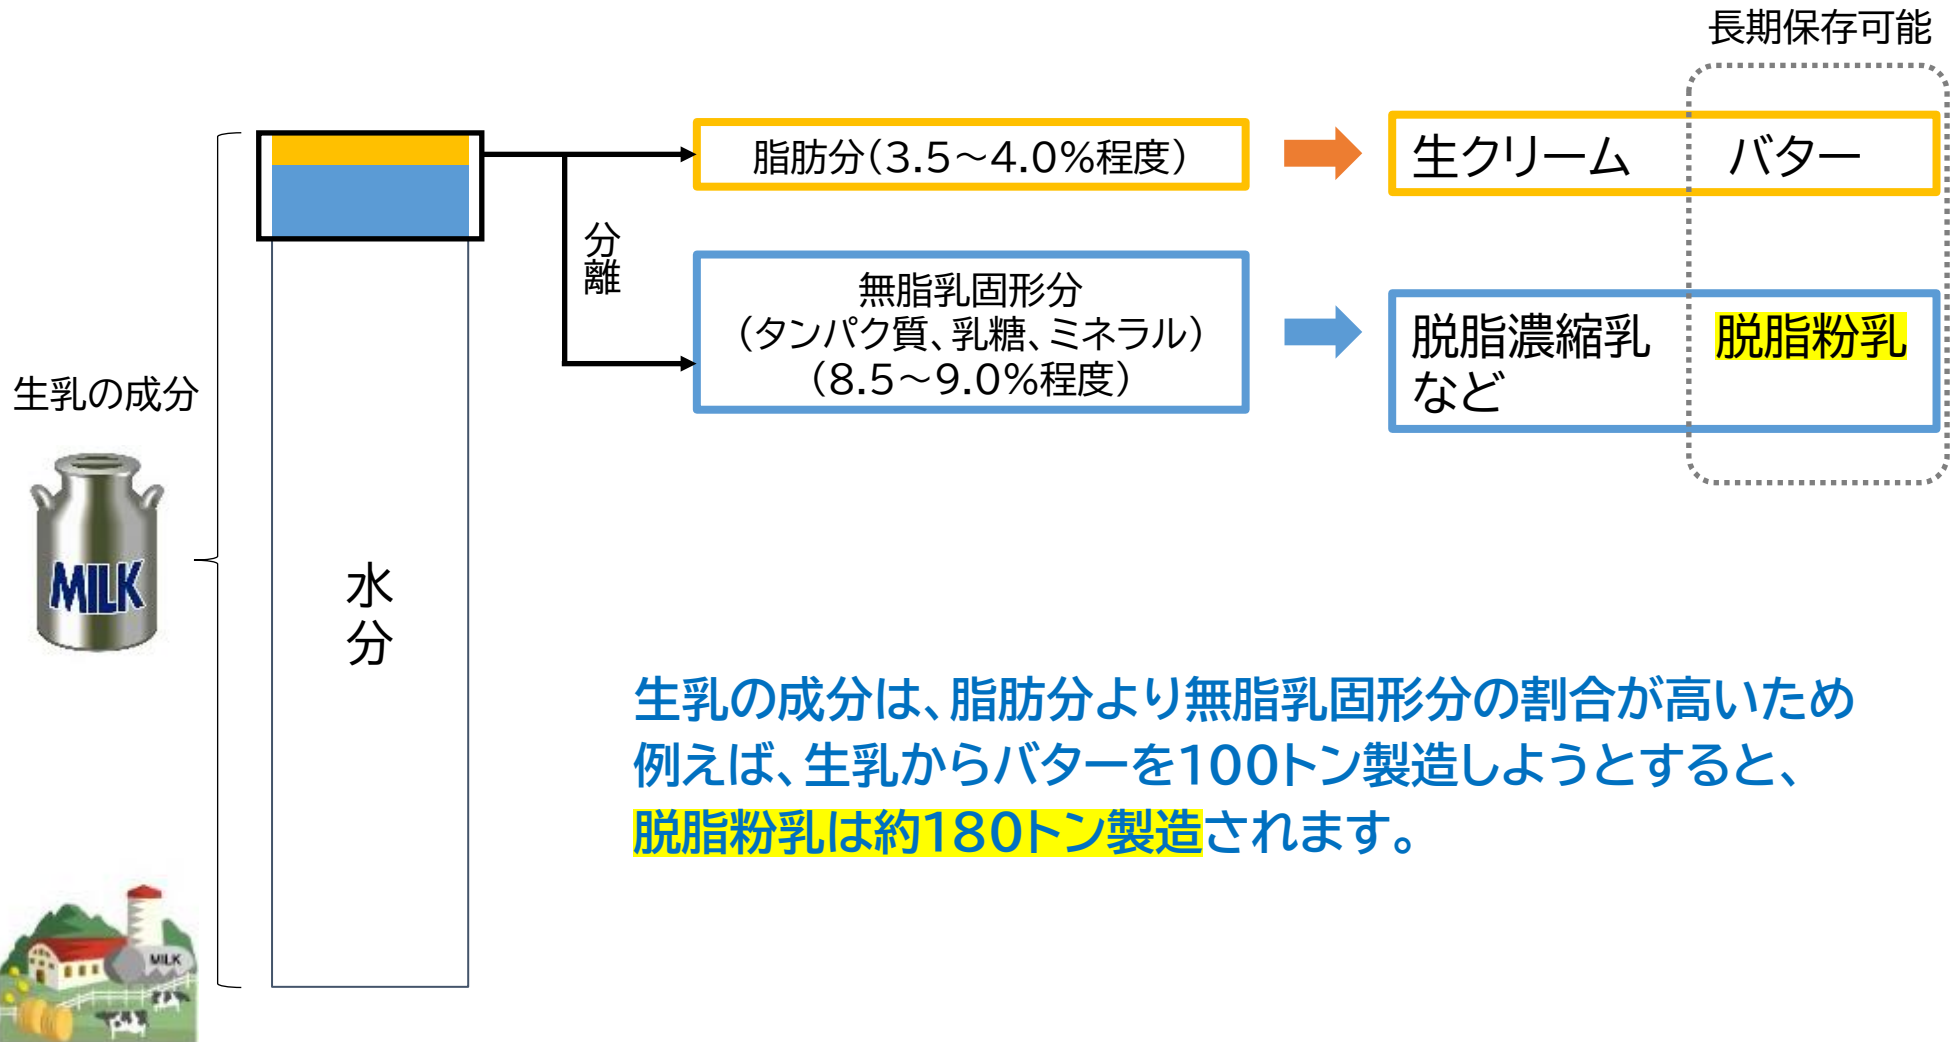 長期保存可能
脂肪分(3.5～4.0%程度)
生クリーム　バター
分離
無脂乳固形分
(タンパク質、乳糖、ミネラル)
(8.5～9.0%程度)
脱脂濃縮乳　脱脂粉乳
など
生乳の成分
MILK
水分
生乳の成分は、脂肪分より無脂乳固形分の割合が高いため
例えば、生乳からバターを100トン製造しようとすると、
脱脂粉乳は約180トン製造されます。
MILK